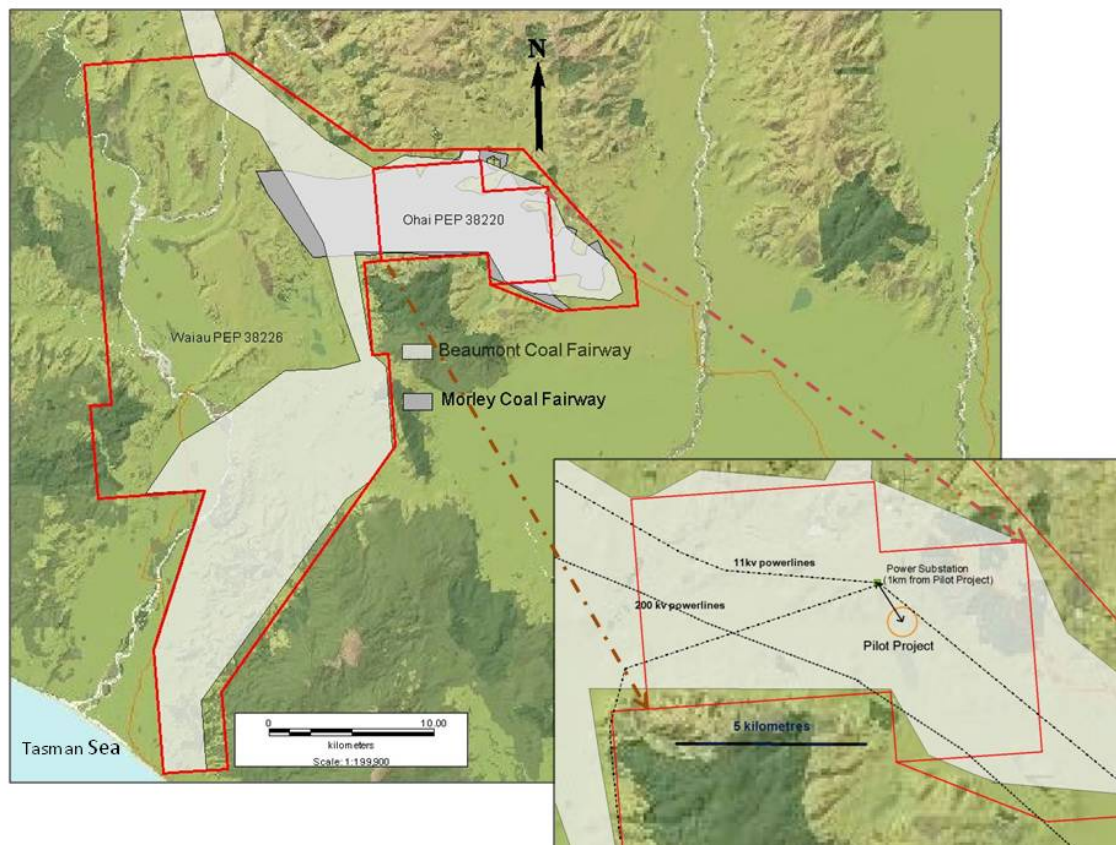 N
Ohai PEP 38220
Waiau PEP 38226
Beaumont Coal Fairway
Morley Coal Fairway
Tasman Sea
0 10.00
kilometers
Scale: 1:199,900
11kv powerlines
Power Substation
(1km from Pilot Project)
200 kv powerlines
Pilot Project
5 kilometres